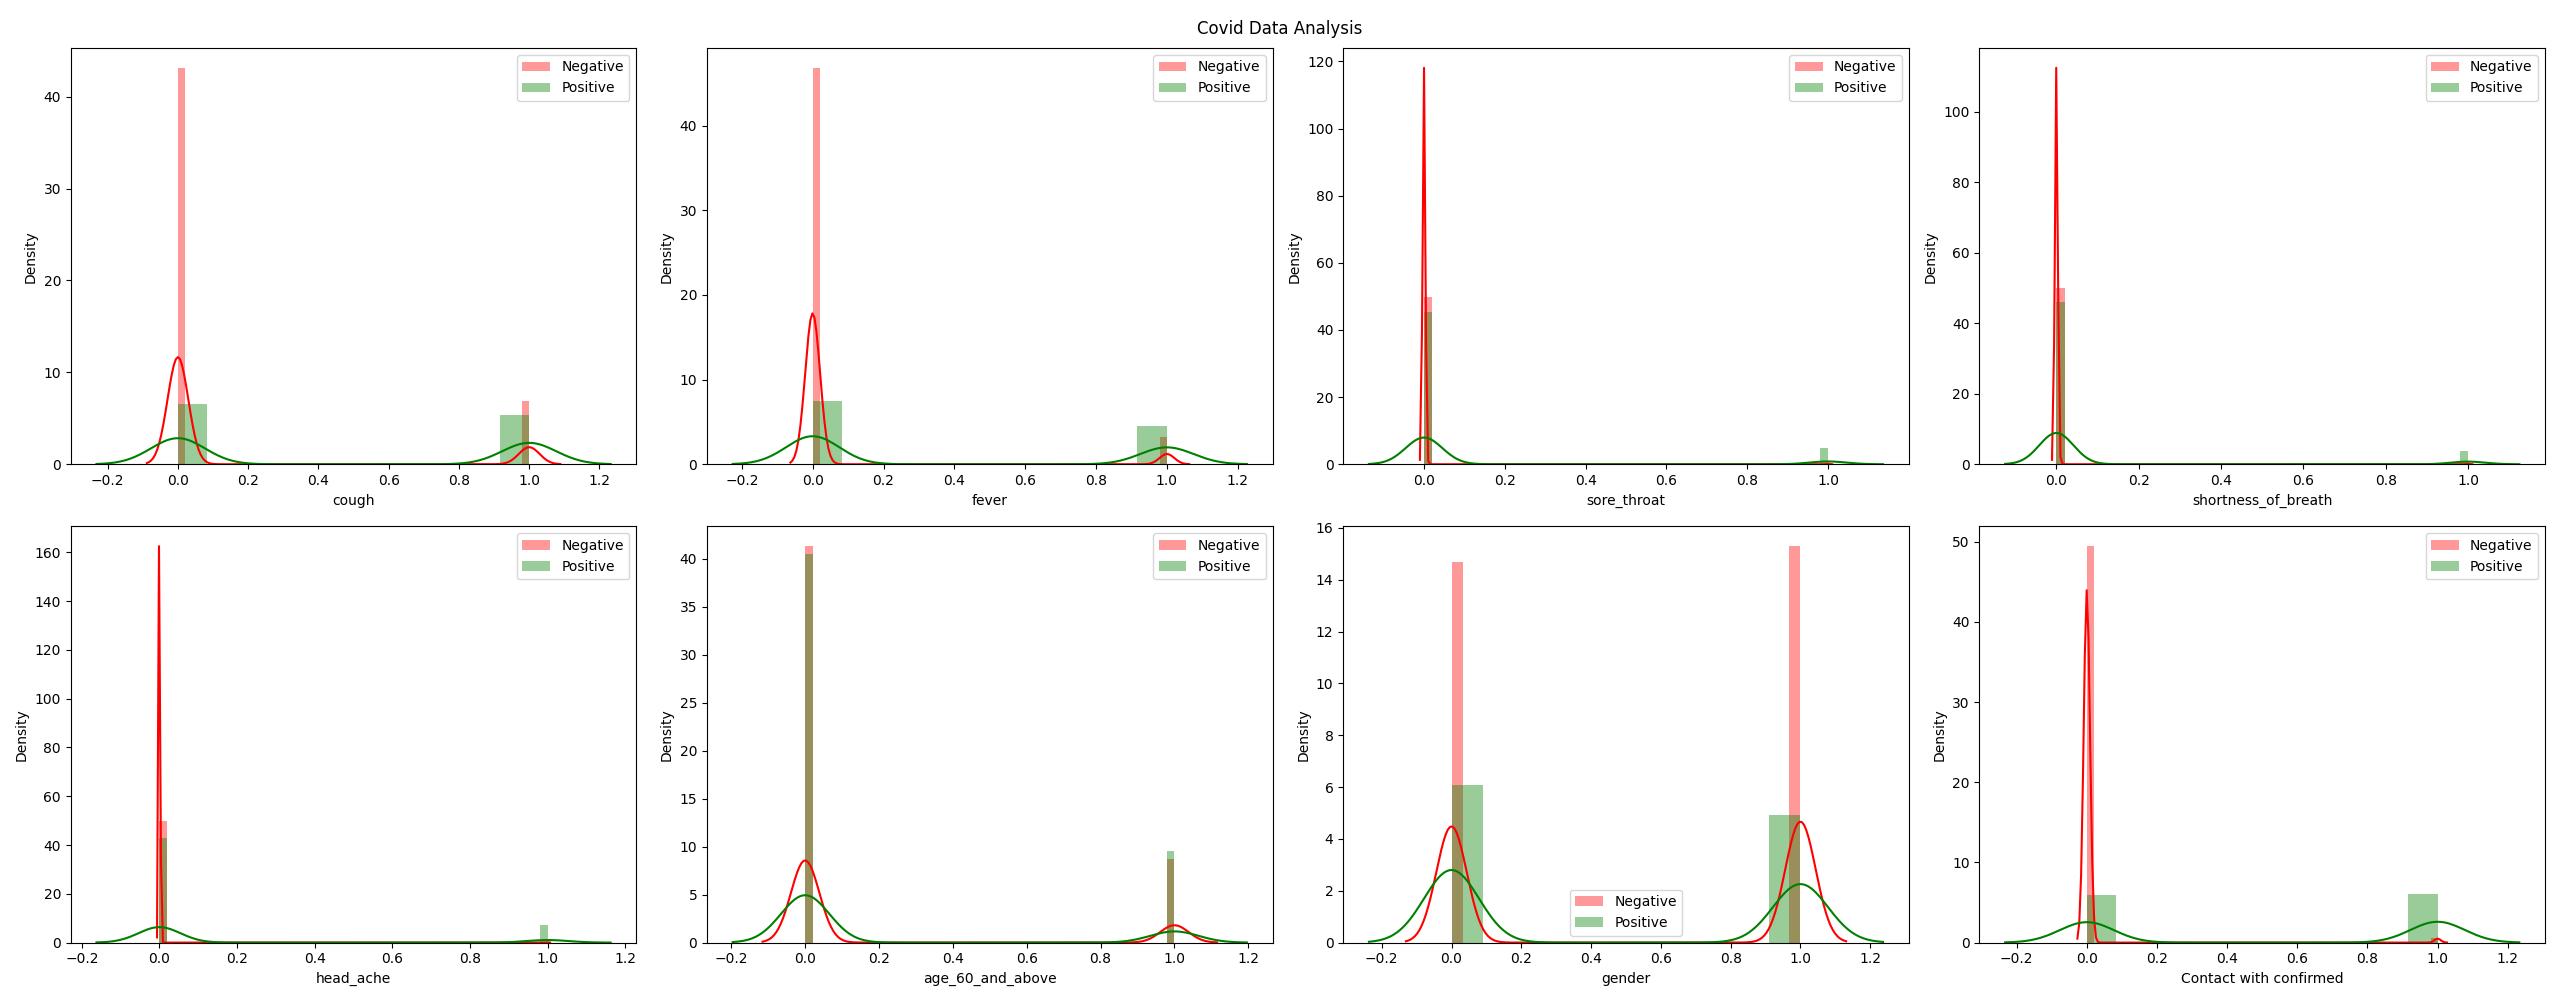 Covid Data Analysis
Density
40
30
20
10
0
Negative
Positive
−0.2 0.0 0.2 0.4 0.6 0.8 1.0 1.2
cough
Density
40
30
20
10
0
Negative
Positive
−0.2 0.0 0.2 0.4 0.6 0.8 1.0 1.2
fever
Density
120
100
80
60
40
20
0
Negative
Positive
0.0 0.2 0.4 0.6 0.8 1.0
sore_throat
Density
100
80
60
40
20
0
Negative
Positive
0.0 0.2 0.4 0.6 0.8 1.0
shortness_of_breath
Density
160
140
120
100
80
60
40
20
0
Negative
Positive
−0.2 0.0 0.2 0.4 0.6 0.8 1.0 1.2
head_ache
Density
40
35
30
25
20
15
10
5
0
Negative
Positive
−0.2 0.0 0.2 0.4 0.6 0.8 1.0 1.2
age_60_and_above
Density
16
14
12
10
8
6
4
2
0
Negative
Positive
−0.2 0.0 0.2 0.4 0.6 0.8 1.0 1.2
gender
Density
50
40
30
20
10
0
Negative
Positive
−0.2 0.0 0.2 0.4 0.6 0.8 1.0 1.2
Contact with confirmed